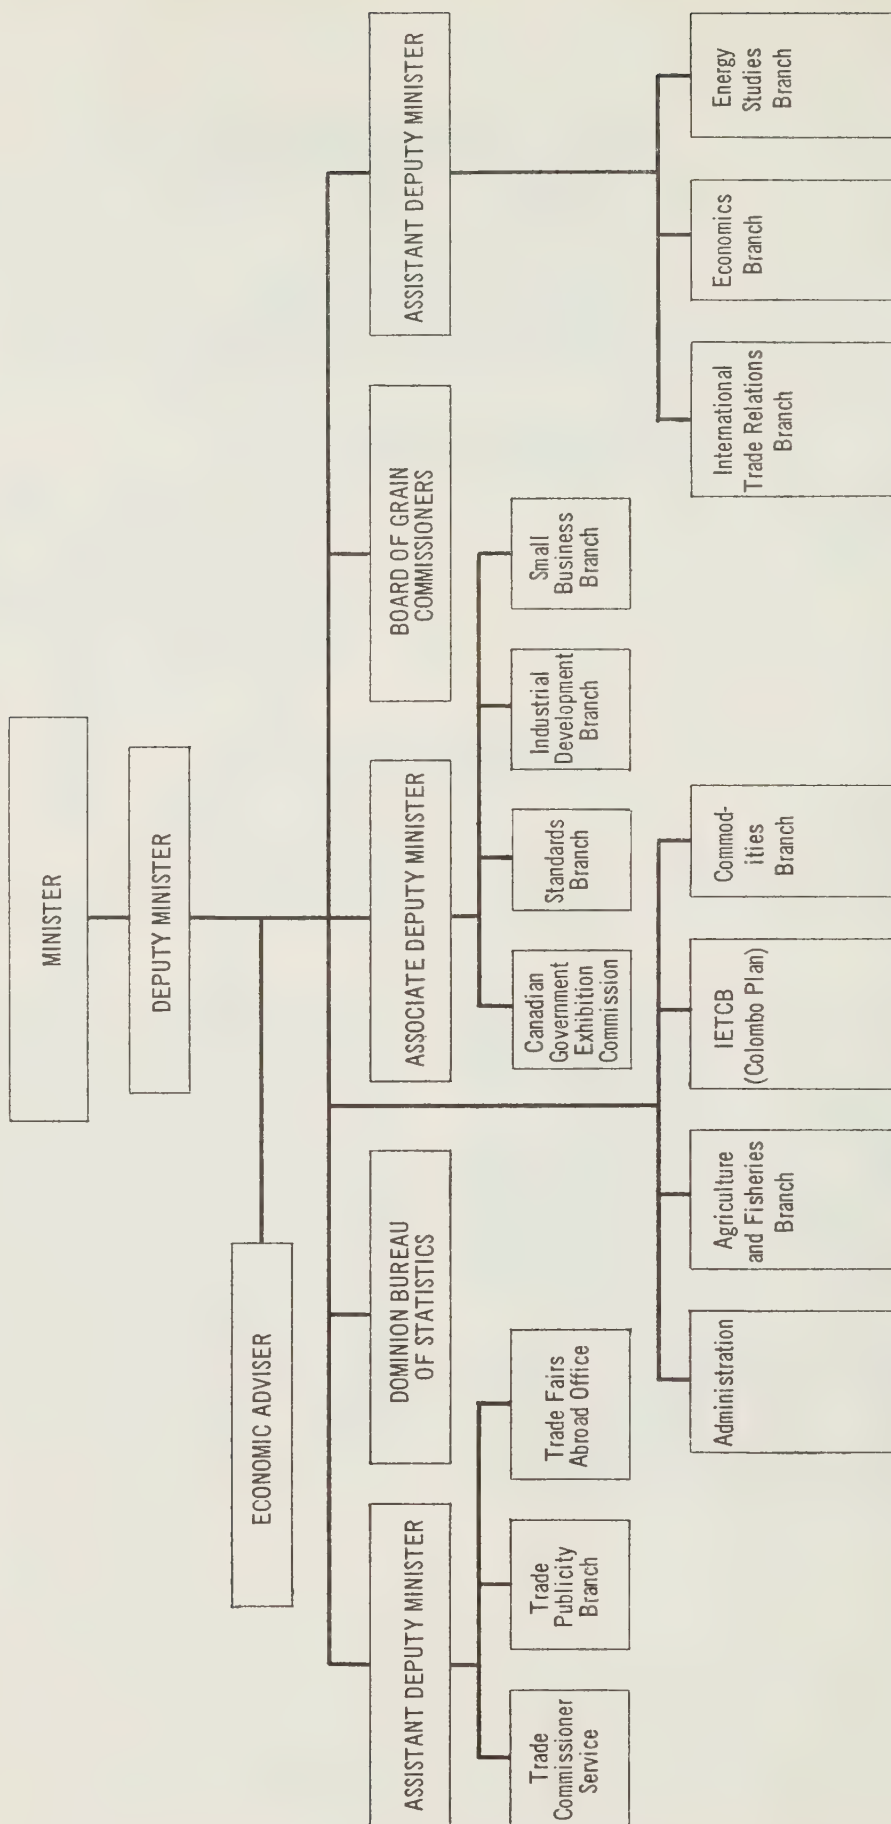 MINISTER
DEPUTY MINISTER
ECONOMIC ADVISER
ASSISTANT DEPUTY MINISTER
DOMINION BUREAU
OF STATISTICS
ASSOCIATE DEPUTY MINISTER
BOARD OF GRAIN
COMMISSIONERS
ASSISTANT DEPUTY MINISTER
Trade
Commissioner
Service
Trade
Publicity
Branch
Trade Fairs
Abroad Office
Canadian
Government
Exhibition
Commission
Standards
Branch
Industrial
Development
Branch
Small
Business
Branch
Administration
Agriculture
and Fisheries
Branch
IETCB
(Colombo Plan)
Commod-
ities
Branch
International
Trade Relations
Branch
Economics
Branch
Energy
Studies
Branch